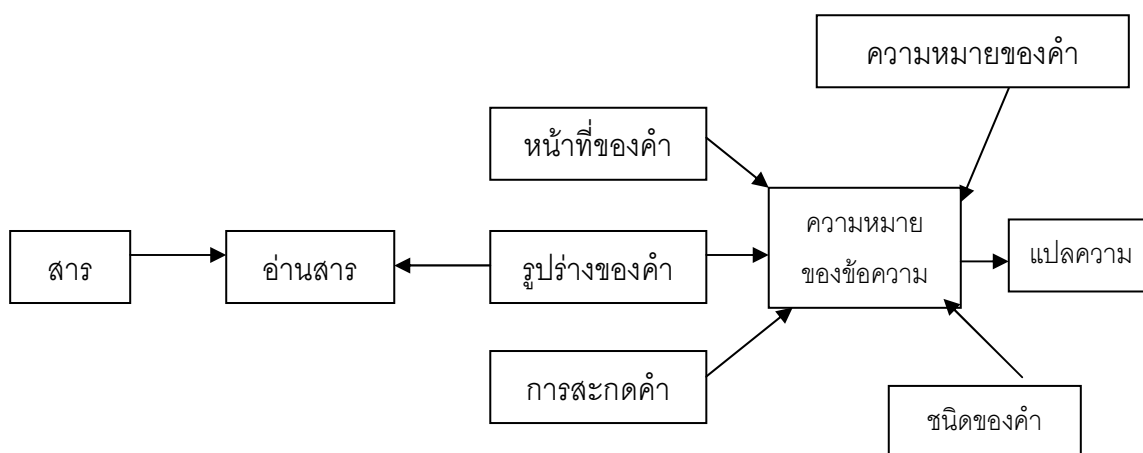 ความหมายของคำ
หน้าที่ของคำ
สาร
อ่านสาร
รูปร่างของคำ
ความหมาย
ของข้อความ
แปลความ
การสะกดคำ
ชนิดของคำ